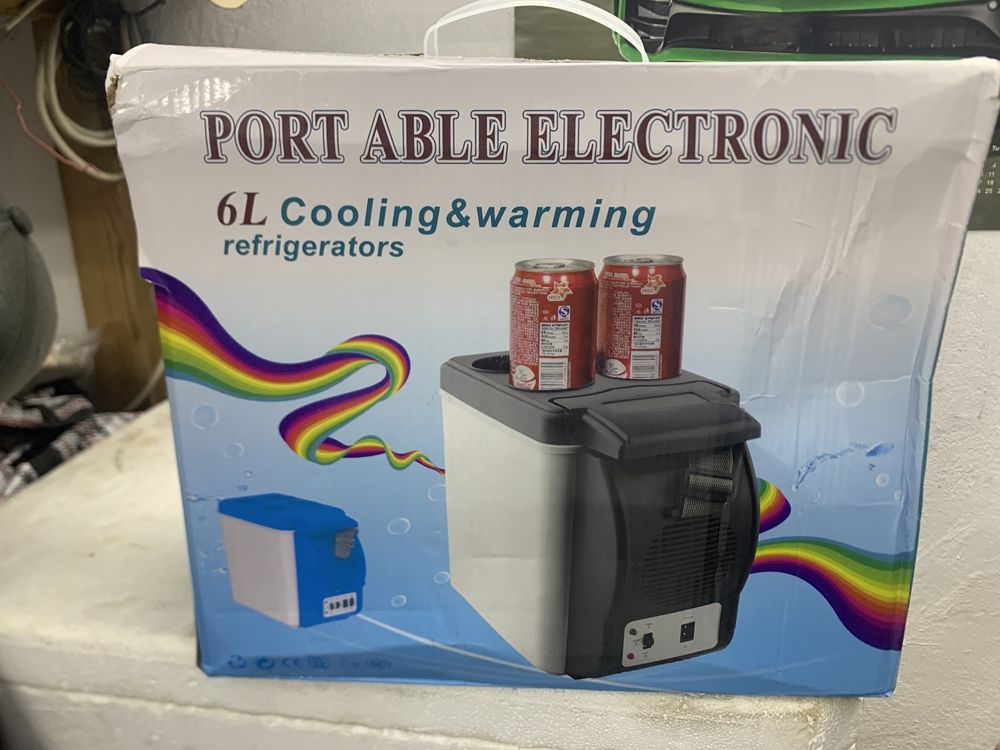 PORT ABLE ELECTRONIC
6L Cooling&warming
refrigerators